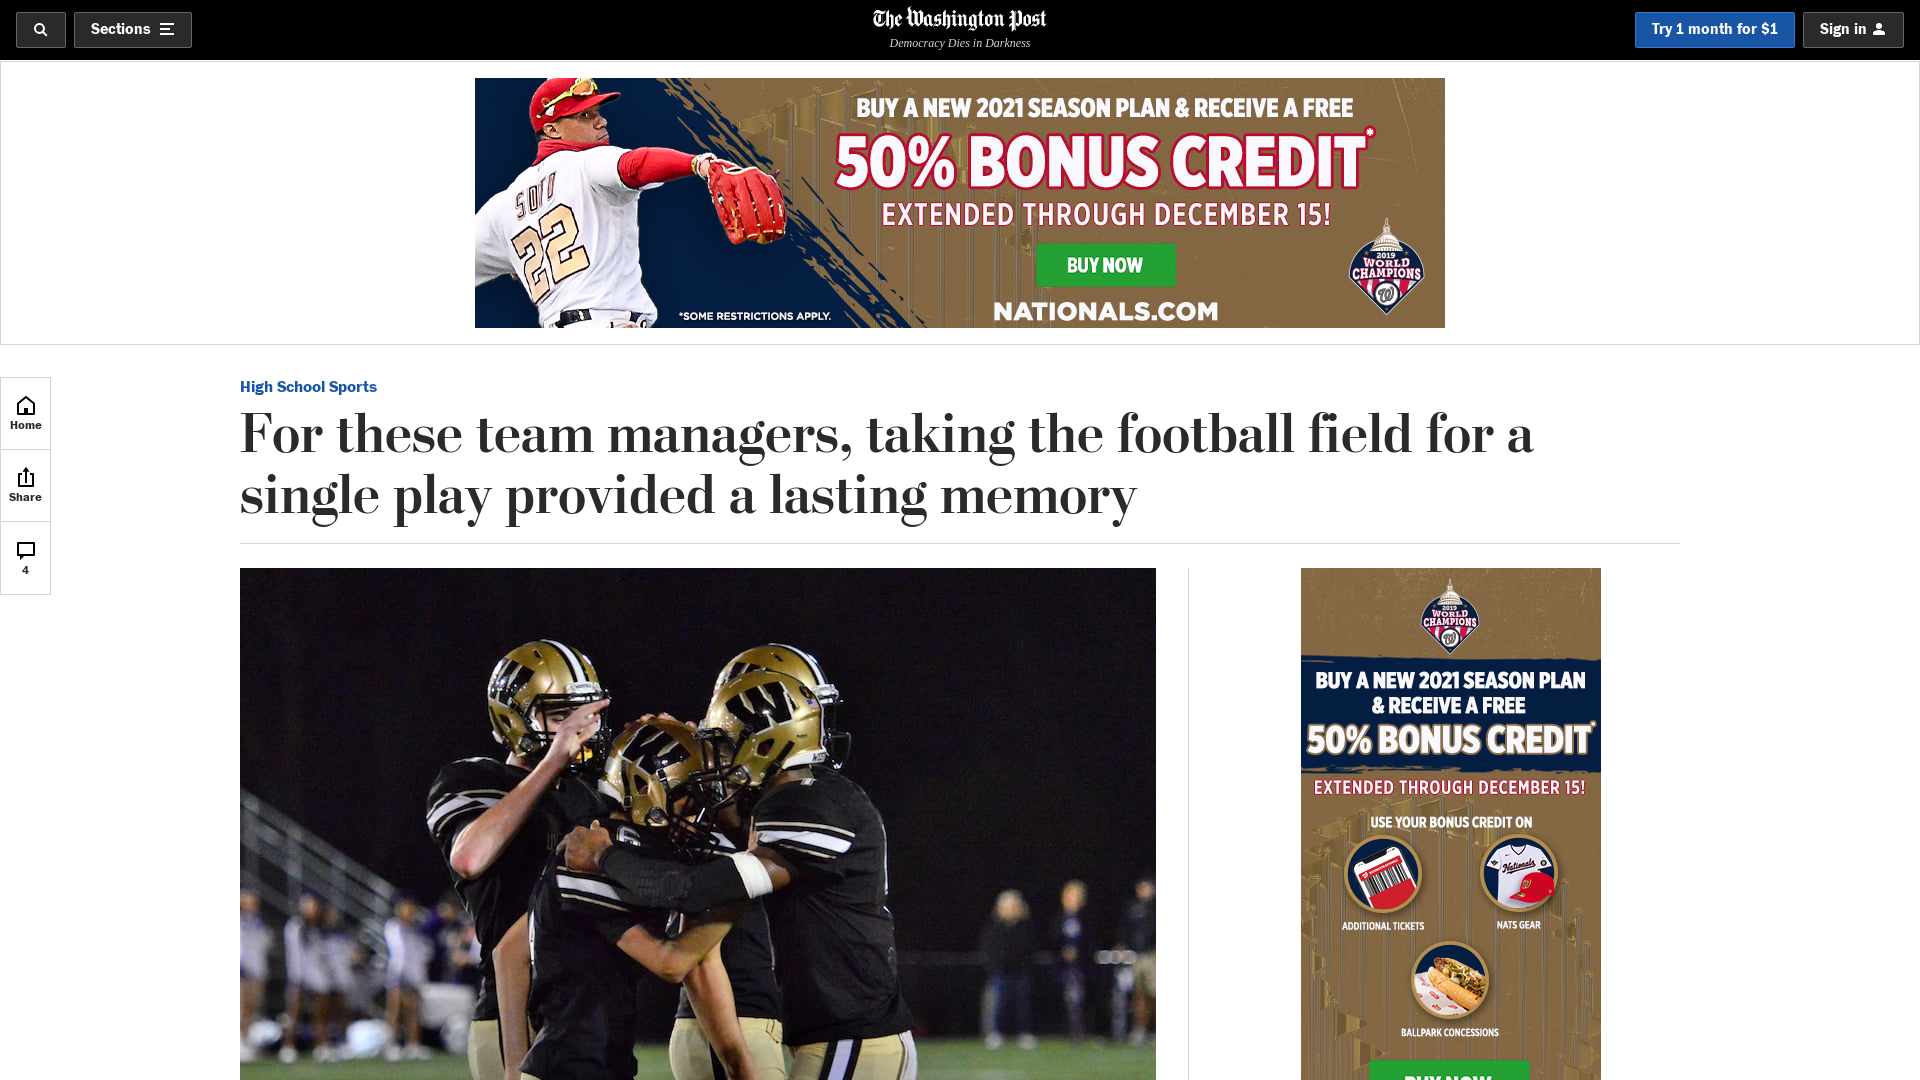 Sections
The Washington Post
Democracy Dies in Darkness
Try 1 month for $1
Sign in
BUY A NEW 2021 SEASON PLAN & RECEIVE A FREE
50% BONUS CREDIT*
EXTENDED THROUGH DECEMBER 15!
BUY NOW
NATIONALS.COM
*SOME RESTRICTIONS APPLY.
SOTO
22
2019
WORLD
CHAMPIONS
W
Home
Share
4
High School Sports
For these team managers, taking the football field for a
single play provided a lasting memory
W
2019
WORLD
CHAMPIONS
W
BUY A NEW 2021 SEASON PLAN
& RECEIVE A FREE
50% BONUS CREDIT*
EXTENDED THROUGH DECEMBER 15!
USE YOUR BONUS CREDIT ON
Nationals
ADDITIONAL TICKETS
NATS GEAR
BALLPARK CONCESSIONS
BUY NOW